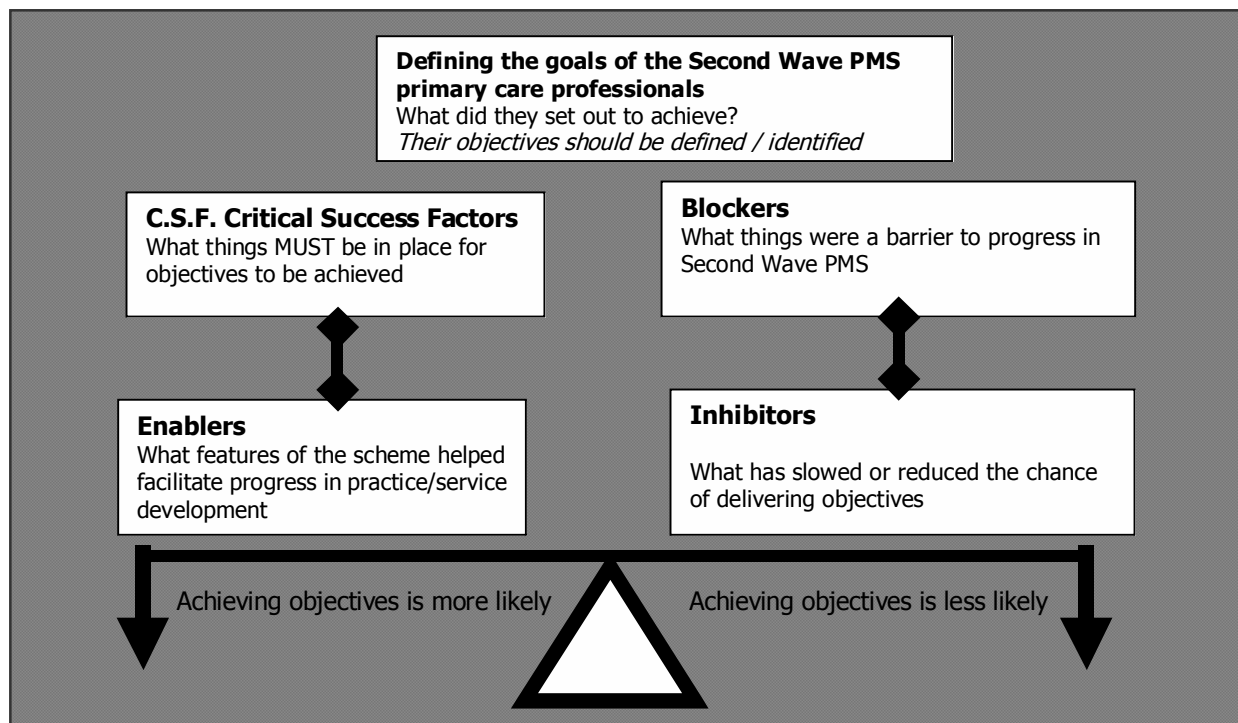 Defining the goals of the Second Wave PMS
primary care professionals
What did they set out to achieve?
Their objectives should be defined / identified
C.S.F. Critical Success Factors
What things MUST be in place for
objectives to be achieved
Blockers
What things were a barrier to progress in
Second Wave PMS
Enablers
What features of the scheme helped
facilitate progress in practice/service
development
Inhibitors
What has slowed or reduced the chance
of delivering objectives
Achieving objectives is more likely
Achieving objectives is less likely